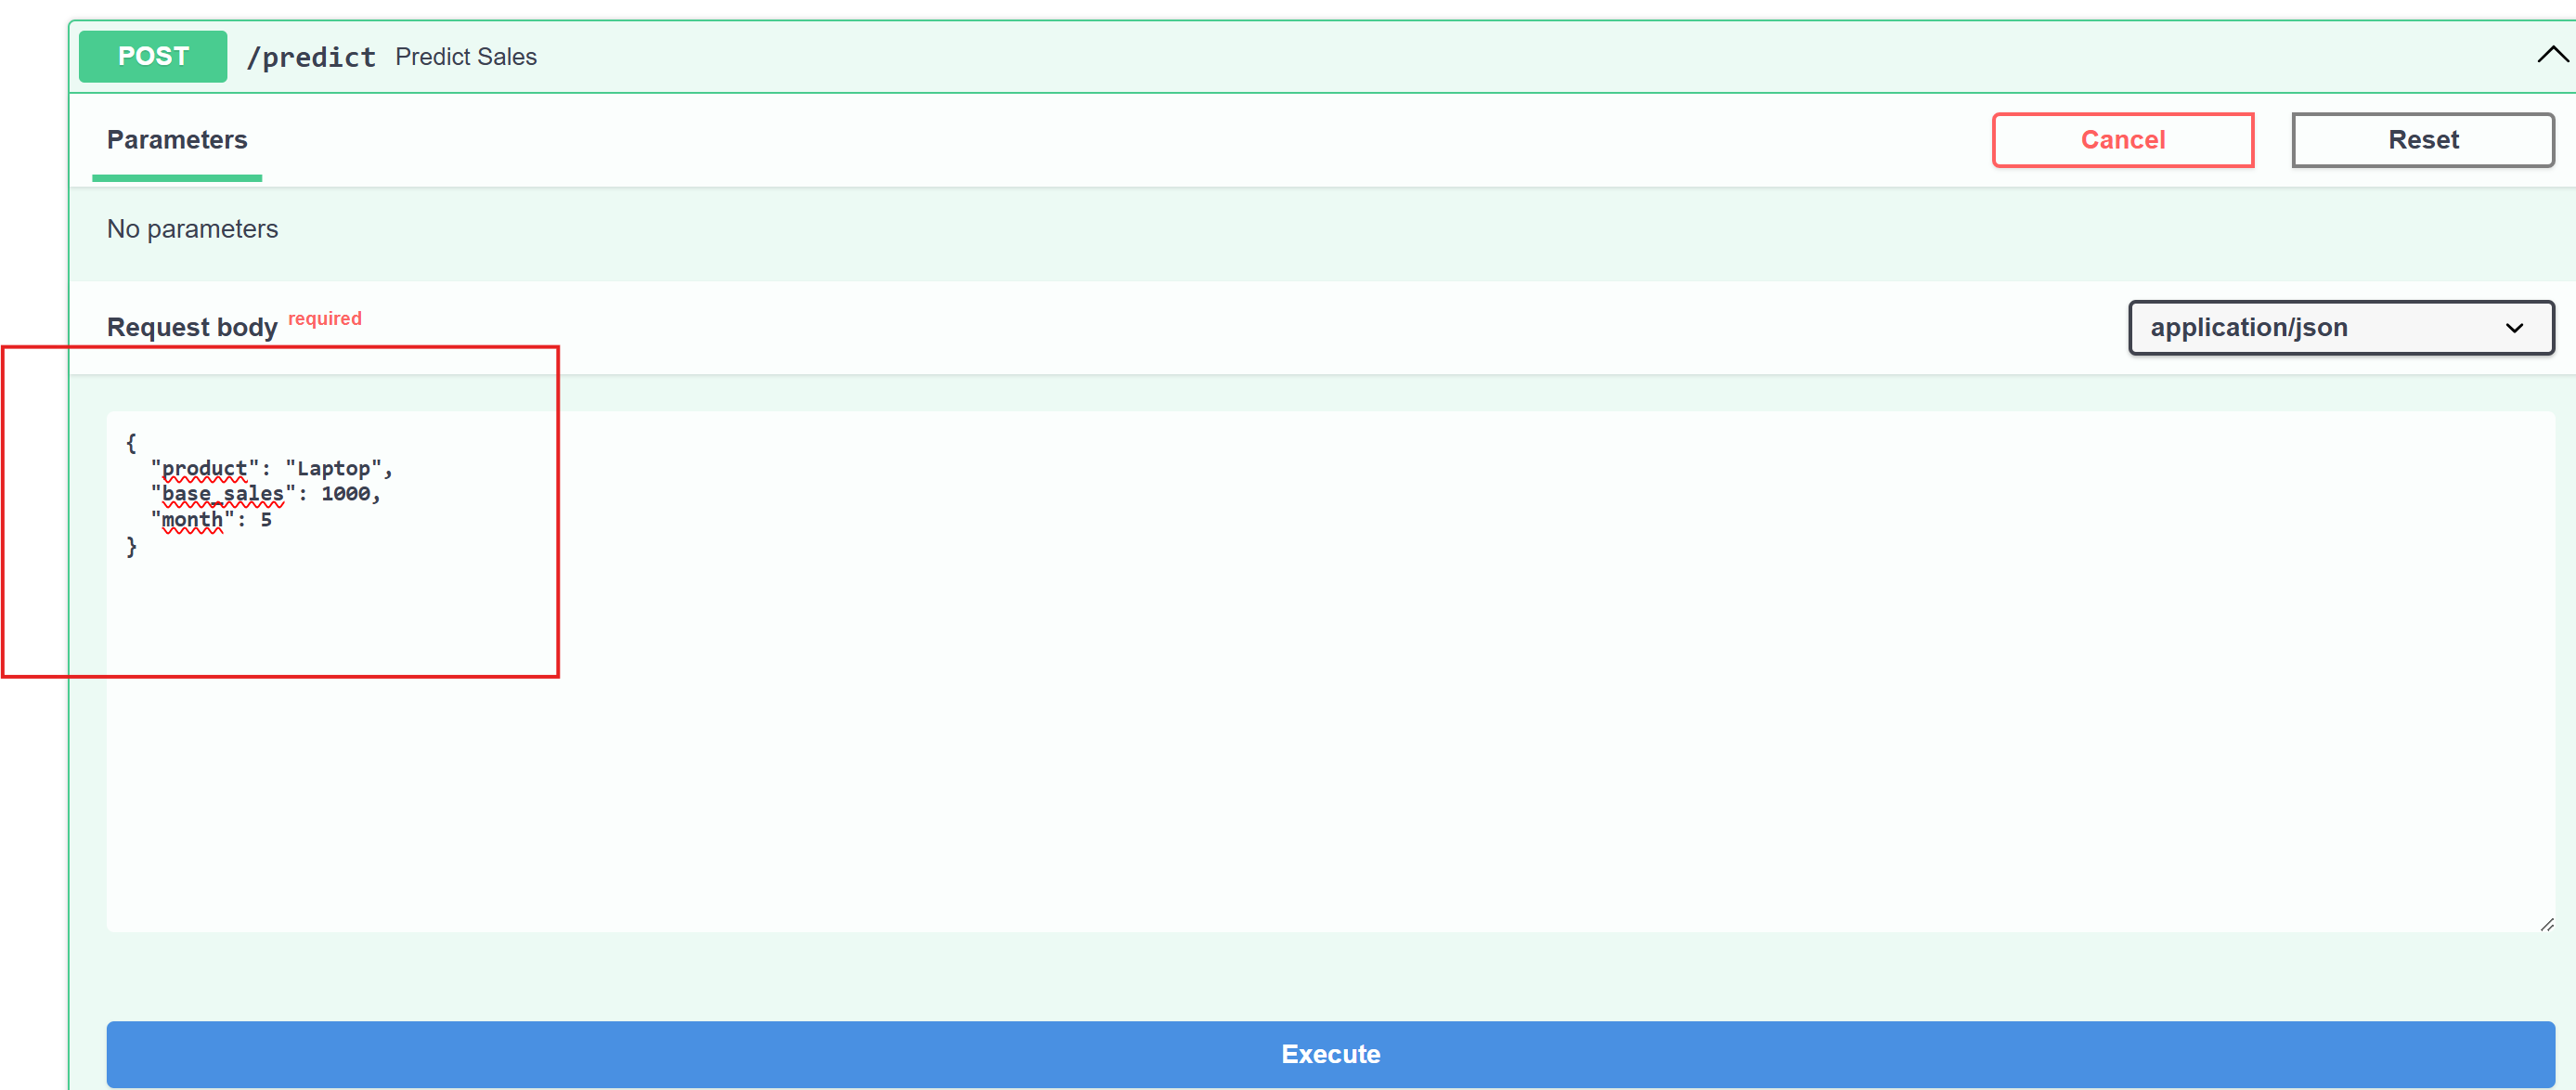 POST /predict Predict Sales
Parameters
Cancel
Reset
No parameters
Request body required
application/json
{
  "product": "Laptop",
  "base_sales": 1000,
  "month": 5
}
Execute